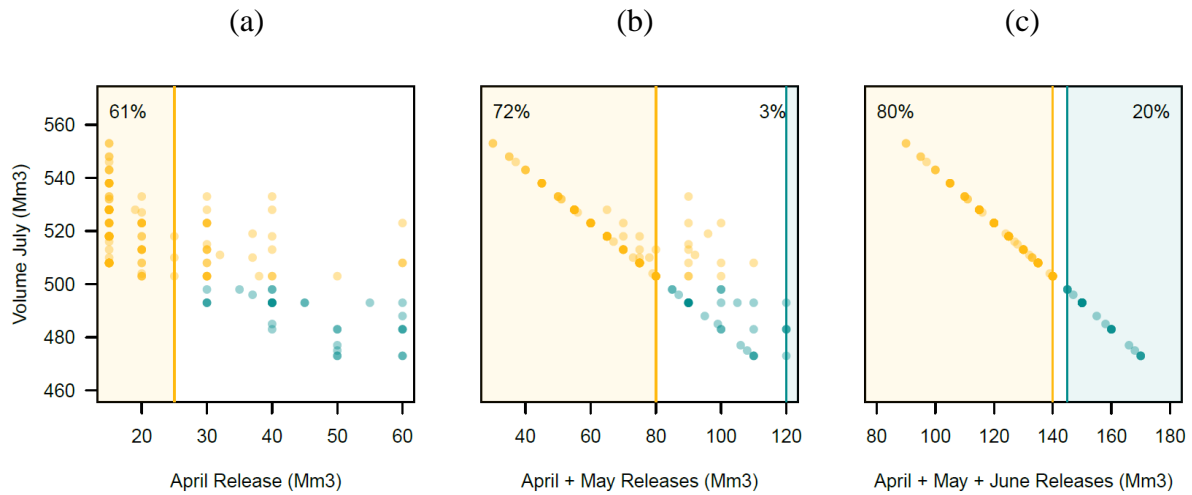 (a) (b) (c)
61% 72% 3% 80% 20%
560
540
520
500
480
460
Volume July (Mm3)
20 30 40 50 60 40 60 80 100 120 80 100 120 140 160 180
April Release (Mm3) April + May Releases (Mm3) April + May + June Releases (Mm3)